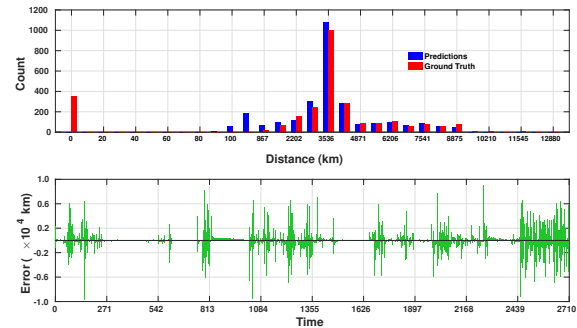 1200
1000
800
600
400
200
0
Count
Predictions
Ground Truth
0 20 40 60 80 100 867 2202 3536 4871 6206 7541 8875 10210 11545 12880
Distance (km)
1.0
0.6
0.2
-0.2
-0.6
-1.0
Error ( × 10^4 km)
0 271 542 813 1084 1355 1626 1897 2168 2439 2710
Time